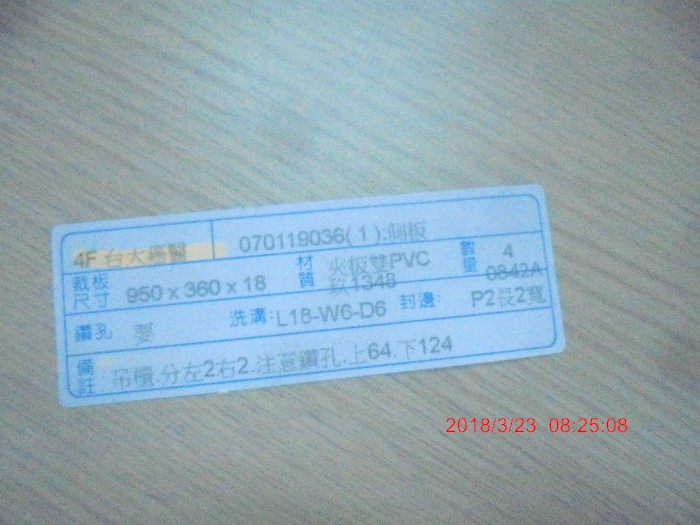 4F 台大癌醫 070119036(1):側板
裁板尺寸 950 x 360 x 18 材質 夾板雙PVC 玖1348 數量 4 0842A
鑽孔 要 洗溝: L18-W6-D6 封邊: P2長2寬
備註 吊櫃.分左2右2.注意鑽孔.上64.下124
2018/3/23 08:25:08